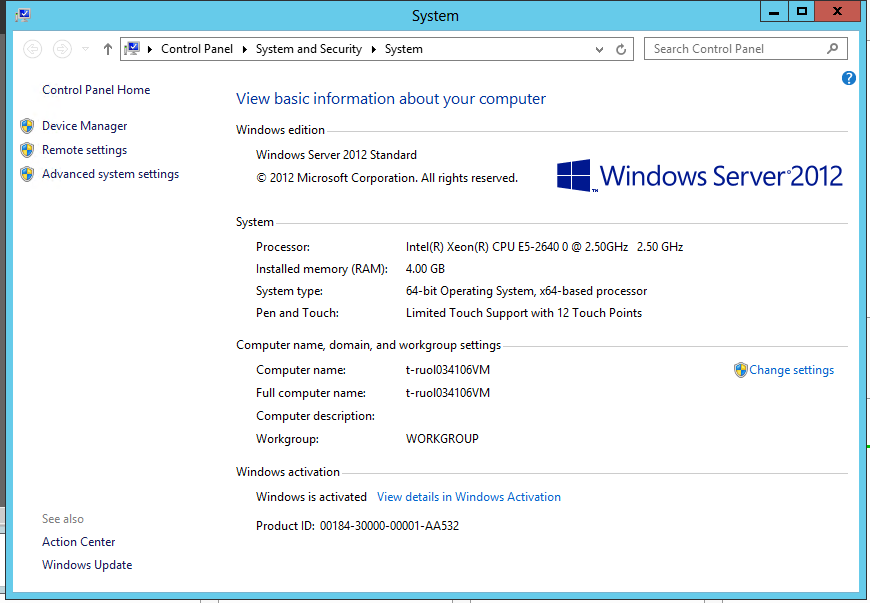 System
Control Panel System and Security System
Search Control Panel
Control Panel Home
Device Manager
Remote settings
Advanced system settings
See also
Action Center
Windows Update
View basic information about your computer
Windows edition
Windows Server 2012 Standard
© 2012 Microsoft Corporation. All rights reserved.
Windows Server®2012
System
Processor: Intel(R) Xeon(R) CPU E5-2640 0 @ 2.50GHz 2.50 GHz
Installed memory (RAM): 4.00 GB
System type: 64-bit Operating System, x64-based processor
Pen and Touch: Limited Touch Support with 12 Touch Points
Computer name, domain, and workgroup settings
Computer name: t-ruol034106VM
Change settings
Full computer name: t-ruol034106VM
Computer description:
Workgroup: WORKGROUP
Windows activation
Windows is activated View details in Windows Activation
Product ID: 00184-30000-00001-AA532